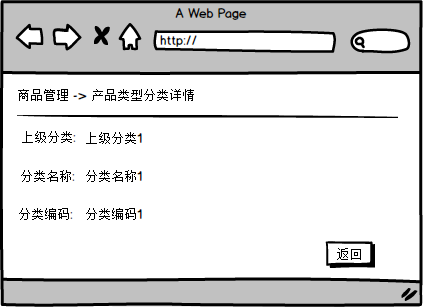 A Web Page
http://
商品管理 -> 产品类型分类详情
上级分类: 上级分类1
分类名称: 分类名称1
分类编码: 分类编码1
返回